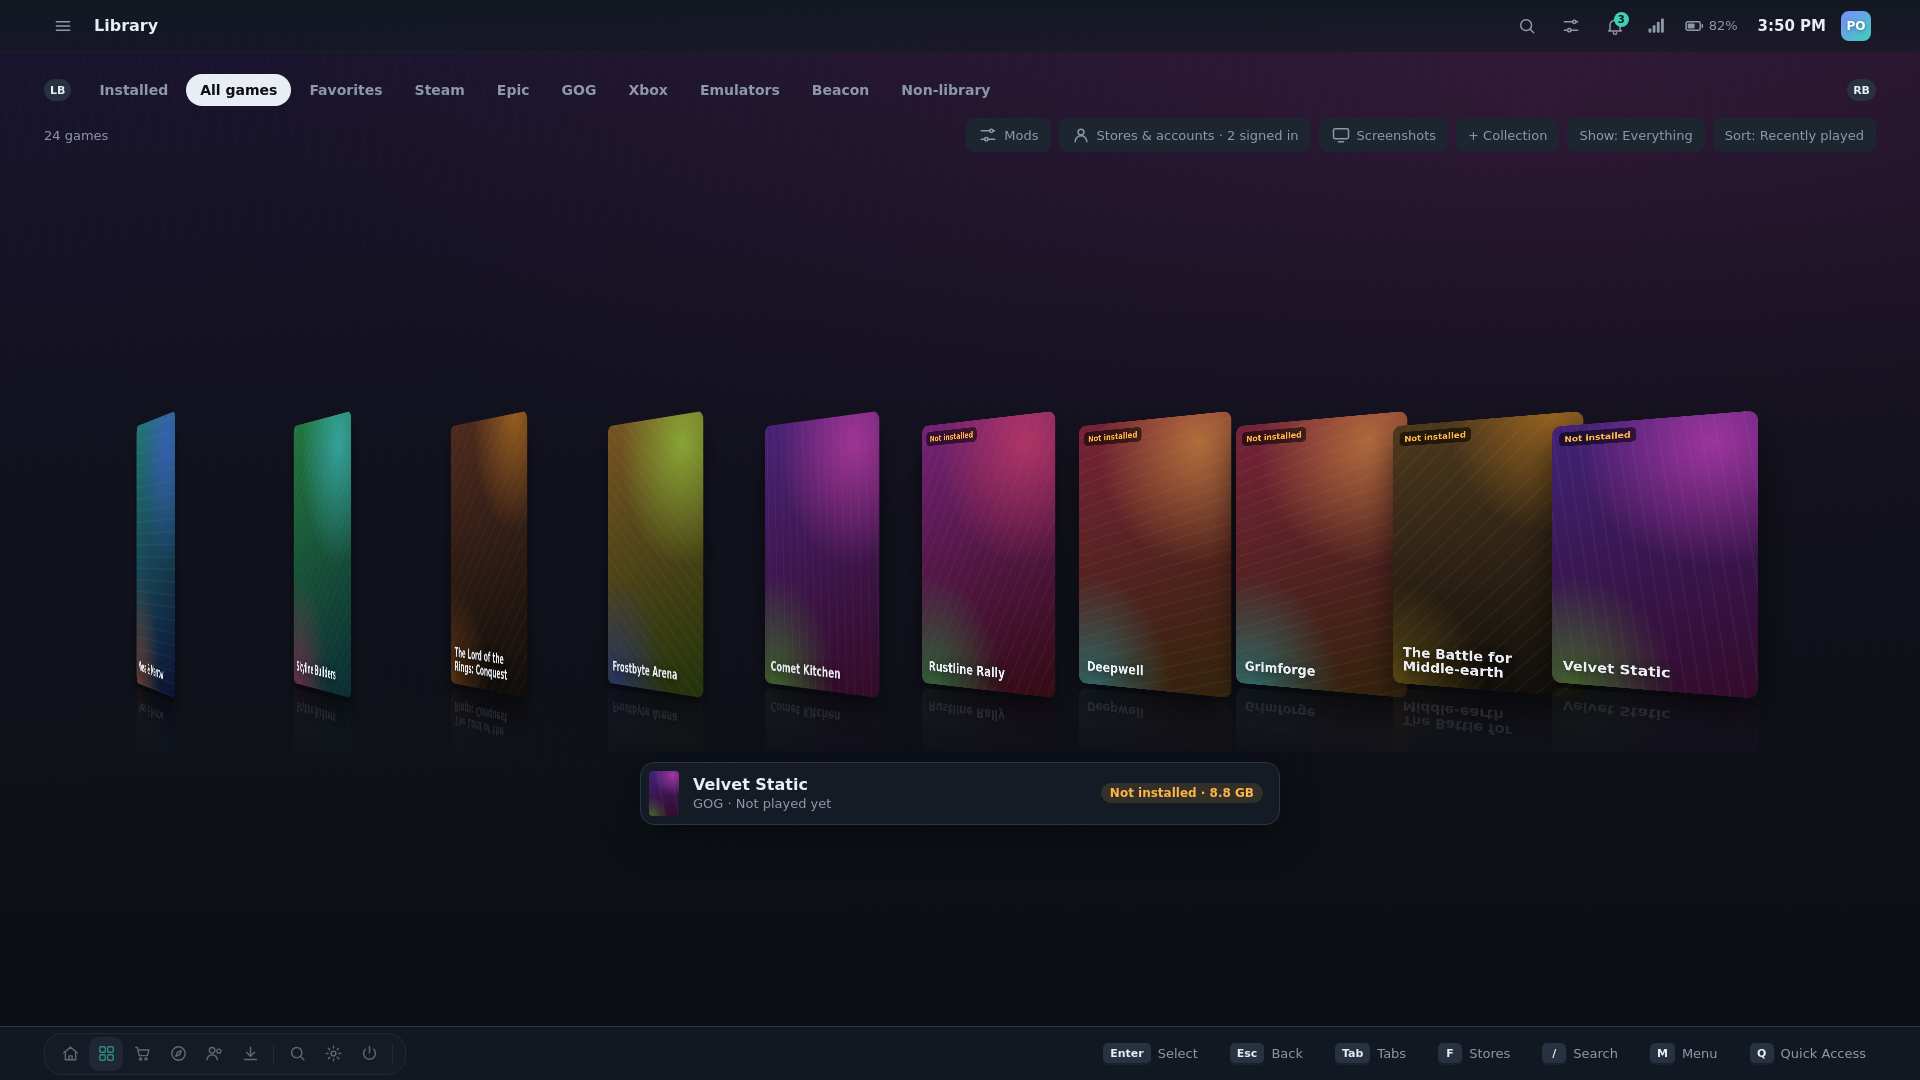 Library
3
82%
3:50 PM
PO
LB
Installed
All games
Favorites
Steam
Epic
GOG
Xbox
Emulators
Beacon
Non-library
RB
24 games
Mods
Stores & accounts · 2 signed in
Screenshots
+ Collection
Show: Everything
Sort: Recently played
Skyline Builders
The Lord of the
Rings: Conquest
Frostbyte Arena
Comet Kitchen
Not installed
Rustline Rally
Not installed
Deepwell
Not installed
Grimforge
Not installed
The Battle for
Middle-earth
Not installed
Velvet Static
Velvet Static
GOG · Not played yet
Not installed · 8.8 GB
Enter Select
Esc Back
Tab Tabs
F Stores
/ Search
M Menu
Q Quick Access